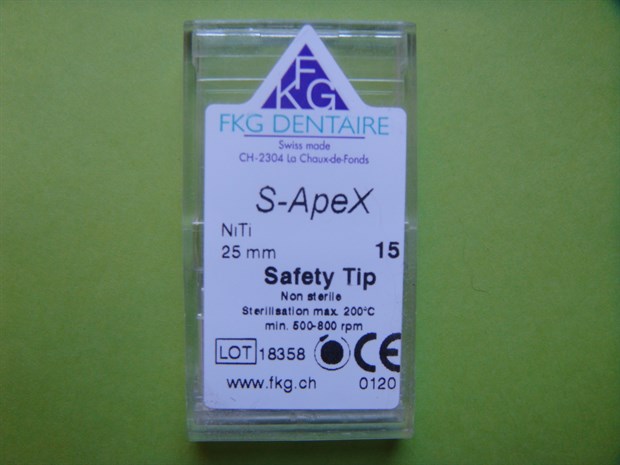 FKG
FKG DENTAIRE
Swiss made
CH-2304 La Chaux-de-Fonds
S-ApeX
NiTi
25 mm 15
Safety Tip
Non sterile
Sterilisation max. 200°C
min. 500-800 rpm
LOT 18358 CE
www.fkg.ch 0120